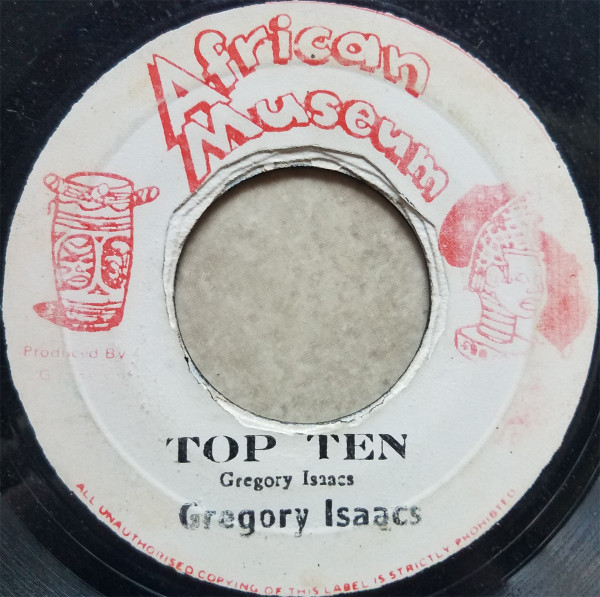 African
Museum
Produced By
G
TOP TEN
Gregory Isaacs
Gregory Isaacs
ALL UNAUTHORISED COPYING OF THIS LABEL IS STRICTLY PROHIBITED